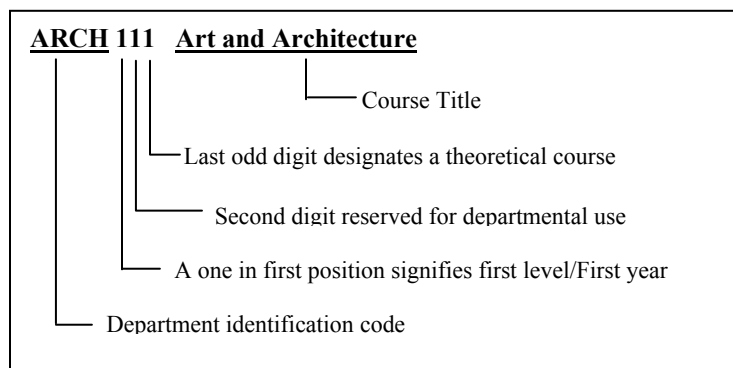 ARCH 111 Art and Architecture
Course Title
Last odd digit designates a theoretical course
Second digit reserved for departmental use
A one in first position signifies first level/First year
Department identification code